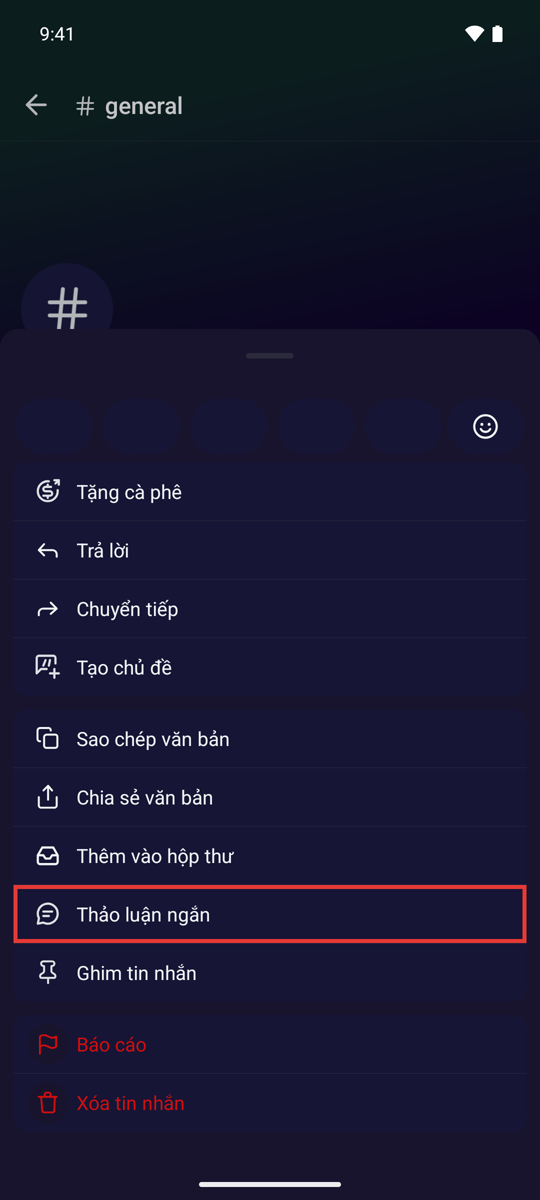 9:41
# general
#
Tặng cà phê
Trả lời
Chuyển tiếp
Tạo chủ đề
Sao chép văn bản
Chia sẻ văn bản
Thêm vào hộp thư
Thảo luận ngắn
Ghim tin nhắn
Báo cáo
Xóa tin nhắn